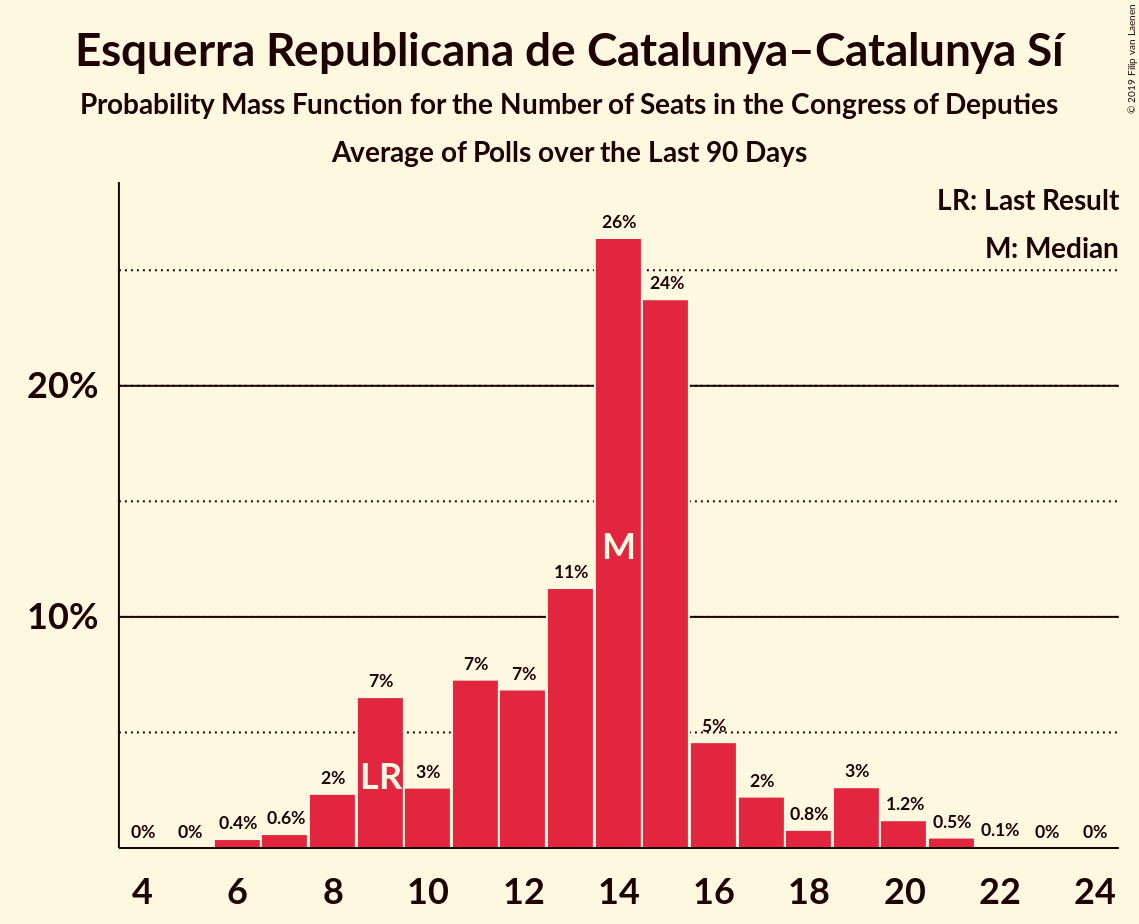 Esquerra Republicana de Catalunya–Catalunya Sí
Probability Mass Function for the Number of Seats in the Congress of Deputies
Average of Polls over the Last 90 Days
© 2019 Filip van Laenen
LR: Last Result
M: Median
20%
10%
0%
0%
0.4%
0.6%
2%
7%
3%
7%
7%
11%
26%
24%
5%
2%
0.8%
3%
1.2%
0.5%
0.1%
0%
0%
LR
M
4 6 8 10 12 14 16 18 20 22 24